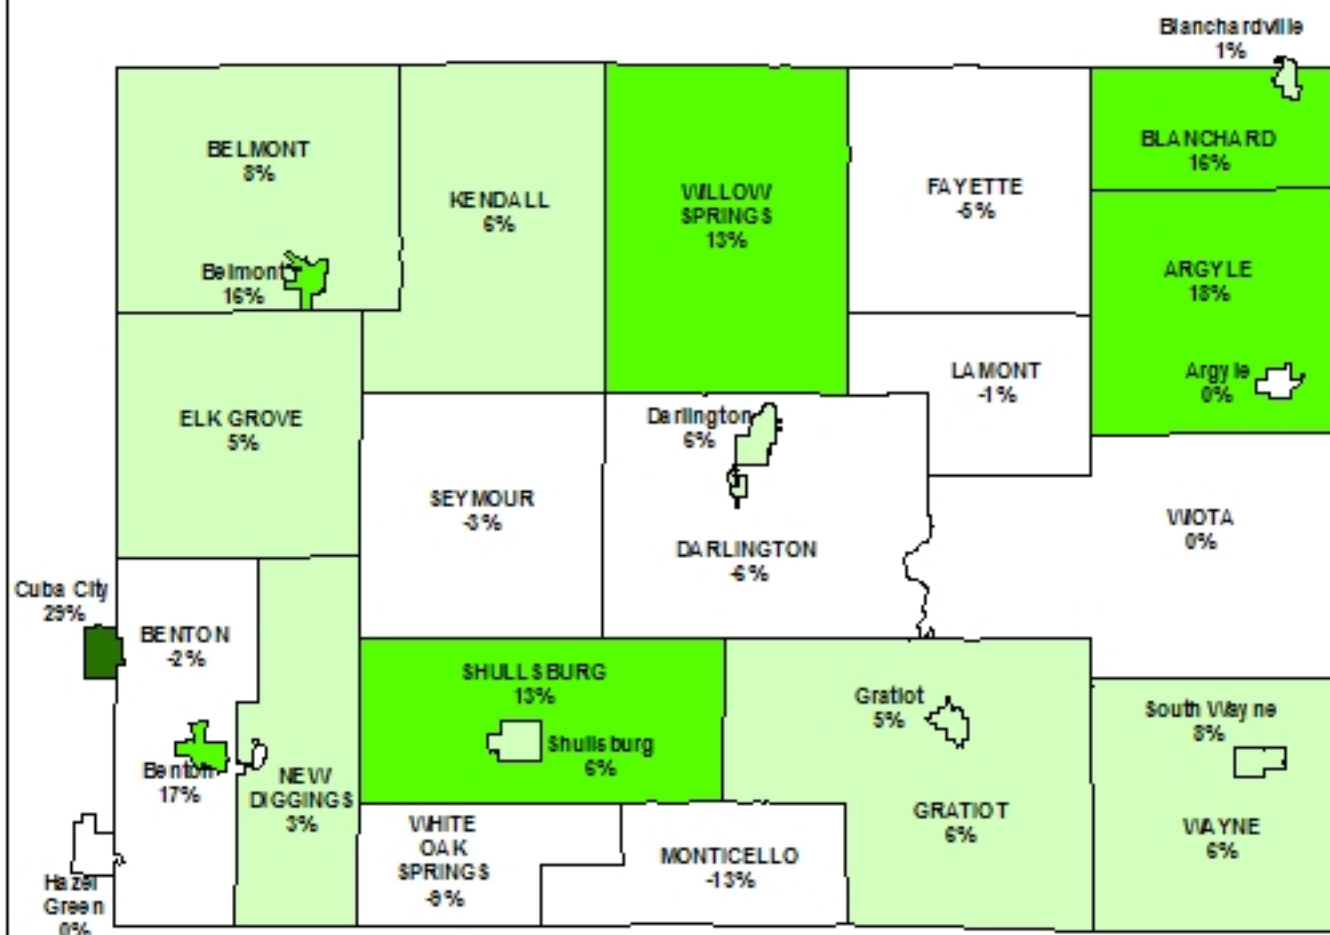 Blanchardville
1%
BELMONT
8%
KENDALL
6%
WILLOW
SPRINGS
13%
FAYETTE
-5%
BLANCHARD
16%
Belmont
16%
ARGYLE
18%
Argyle
0%
LAMONT
-1%
ELK GROVE
5%
Darlington
6%
SEYMOUR
-3%
DARLINGTON
-6%
WIOTA
0%
Cuba City
29%
BENTON
-2%
SHULLSBURG
13%
Shullsburg
6%
Gratiot
5%
South Wayne
8%
Benton
17%
NEW
DIGGINGS
3%
WHITE
OAK
SPRINGS
-9%
MONTICELLO
-13%
GRATIOT
6%
WAYNE
6%
Hazel
Green
0%